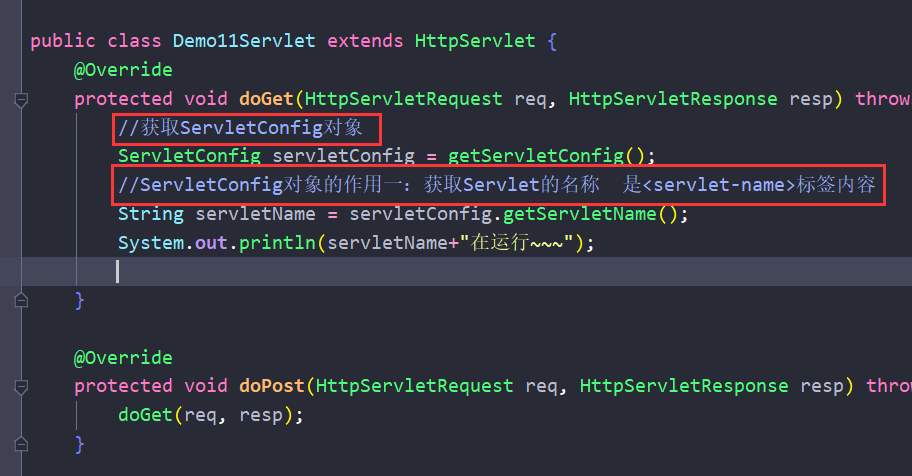 public class Demo11Servlet extends HttpServlet {
@Override
protected void doGet(HttpServletRequest req, HttpServletResponse resp) throw
//获取ServletConfig对象
ServletConfig servletConfig = getServletConfig();
//ServletConfig对象的作用一：获取Servlet的名称  是<servlet-name>标签内容
String servletName = servletConfig.getServletName();
System.out.println(servletName+"在运行~~~");
}
@Override
protected void doPost(HttpServletRequest req, HttpServletResponse resp) throw
doGet(req, resp);
}